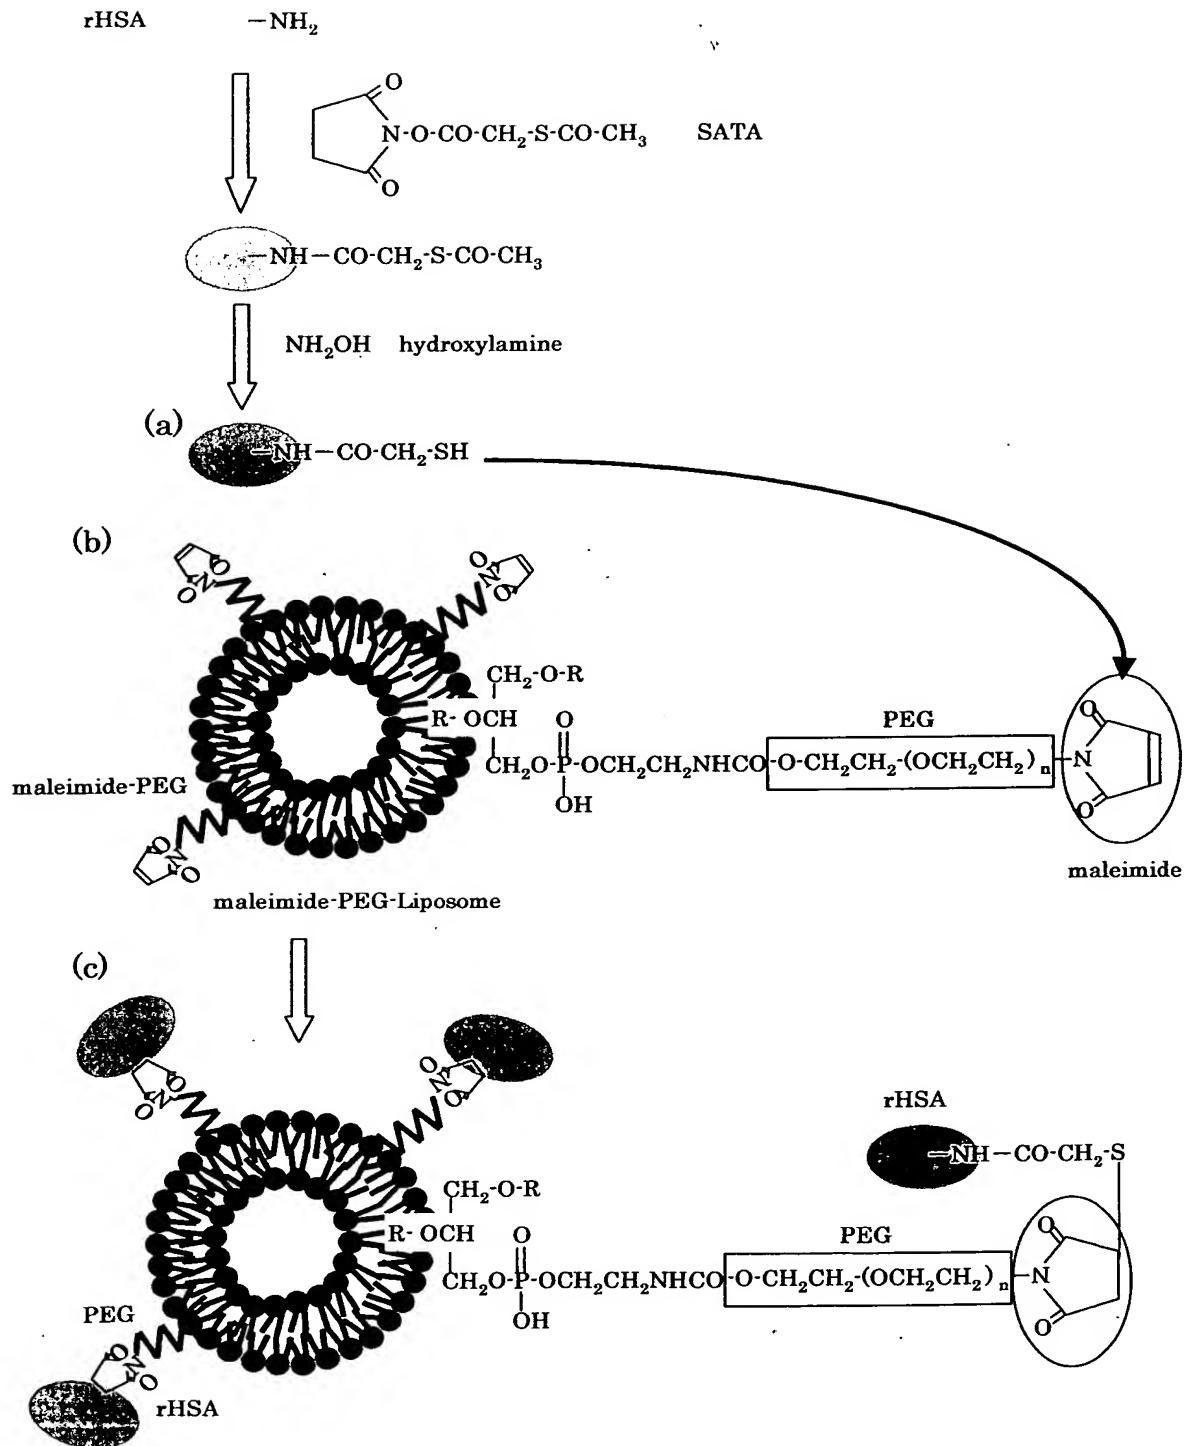 rHSA –NH₂
O
N-O-CO-CH₂-S-CO-CH₃ SATA
O
–NH–CO-CH₂-S-CO-CH₃
NH₂OH hydroxylamine
(a)
–NH–CO-CH₂-SH
(b)
O N O
O N O
CH₂-O-R
R- OCH O PEG O
CH₂O-P-OCH₂CH₂NHCO-O-CH₂CH₂-(OCH₂CH₂)n-N
OH O
maleimide-PEG
O N O
maleimide
maleimide-PEG-Liposome
(c)
O N O
O N O
rHSA
–NH–CO-CH₂-S
CH₂-O-R
R- OCH O PEG O
CH₂O-P-OCH₂CH₂NHCO-O-CH₂CH₂-(OCH₂CH₂)n-N
OH O
PEG
O N O
rHSA